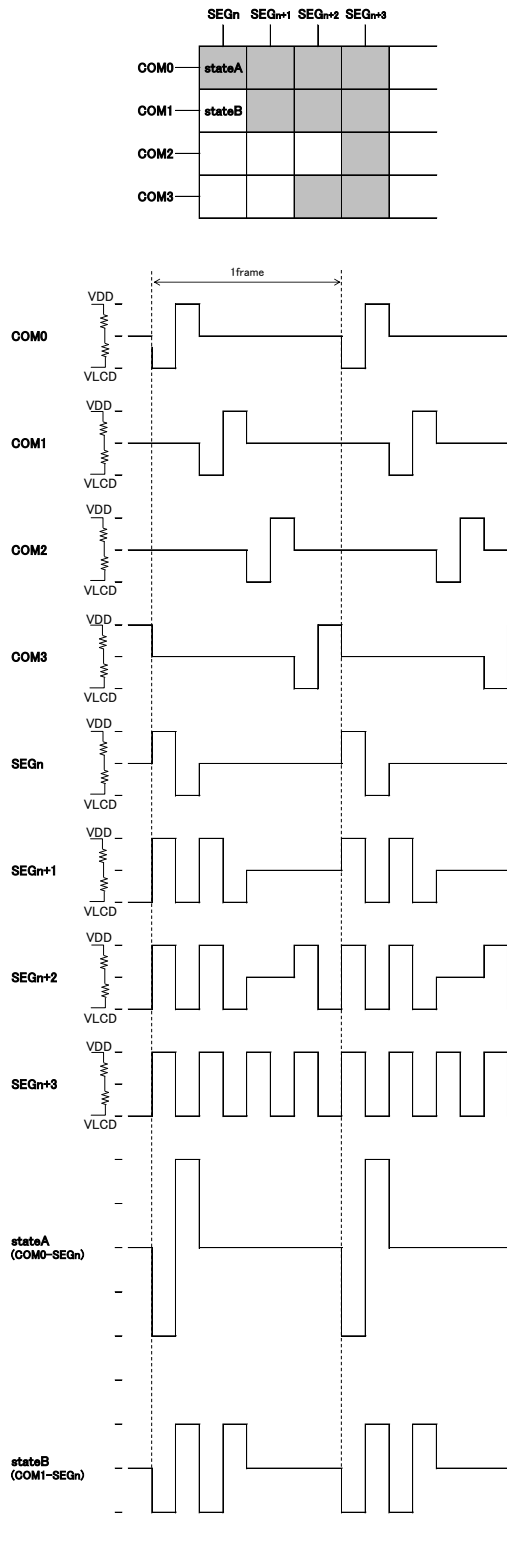 SEGn SEGn+1 SEGn+2 SEGn+3
COM0 stateA
COM1 stateB
COM2
COM3
1frame
VDD
COM0
VLCD
VDD
COM1
VLCD
VDD
COM2
VLCD
VDD
COM3
VLCD
VDD
SEGn
VLCD
VDD
SEGn+1
VLCD
VDD
SEGn+2
VLCD
VDD
SEGn+3
VLCD
stateA
(COM0-SEGn)
stateB
(COM1-SEGn)